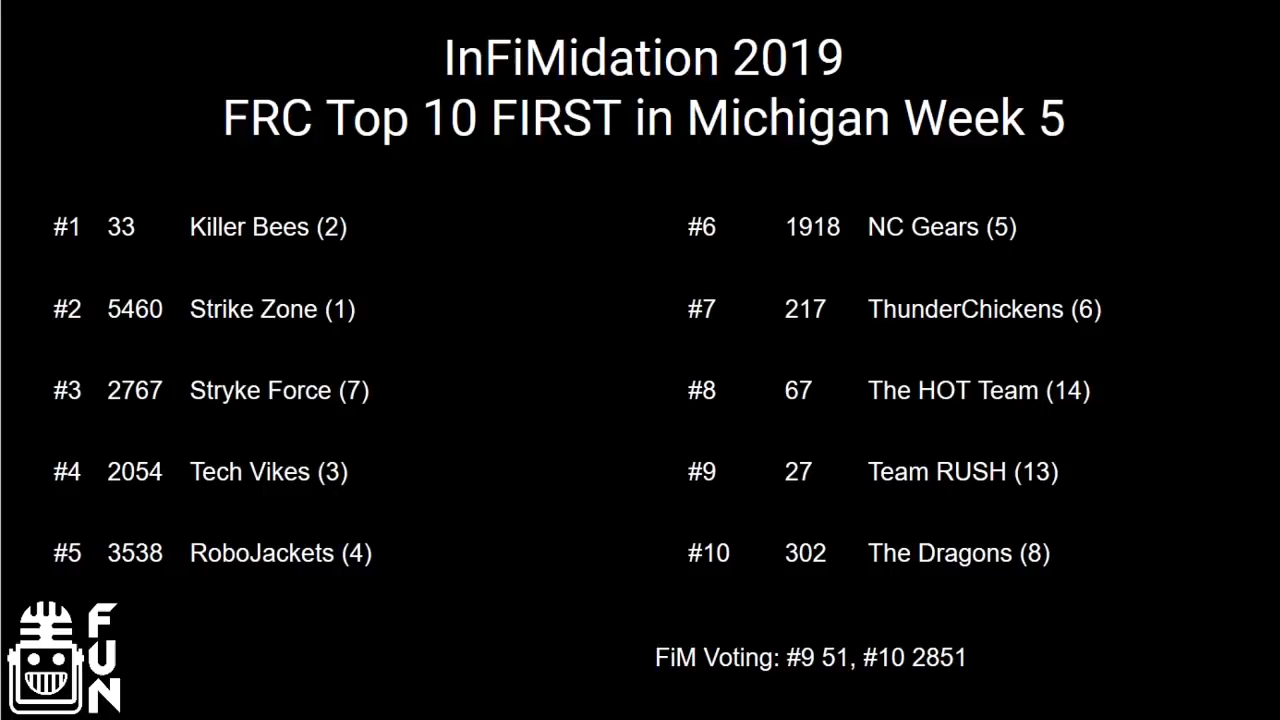 InFiMidation 2019
FRC Top 10 FIRST in Michigan Week 5
#1 33 Killer Bees (2)
#2 5460 Strike Zone (1)
#3 2767 Stryke Force (7)
#4 2054 Tech Vikes (3)
#5 3538 RoboJackets (4)
#6 1918 NC Gears (5)
#7 217 ThunderChickens (6)
#8 67 The HOT Team (14)
#9 27 Team RUSH (13)
#10 302 The Dragons (8)
FiM Voting: #9 51, #10 2851
FUN